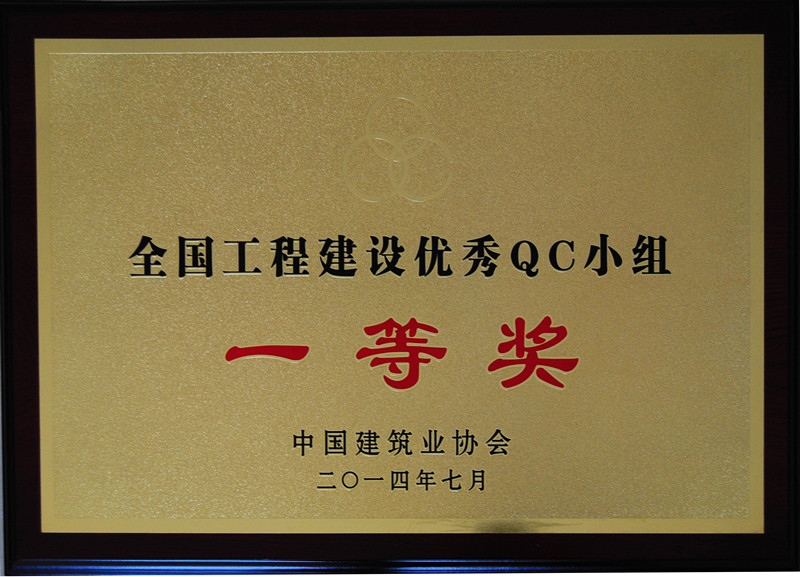 全国工程建设优秀QC小组
一等奖
中国建筑业协会
二〇一四年七月